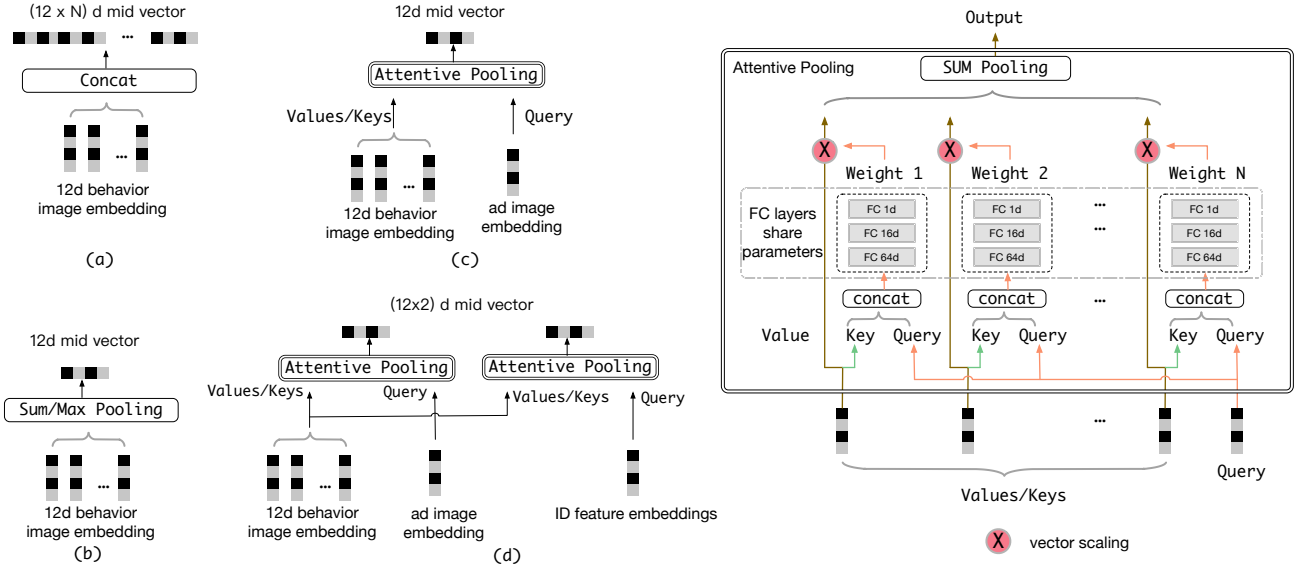 (12 x N) d mid vector
...
Concat
...
12d behavior
image embedding
(a)
12d mid vector
Sum/Max Pooling
...
12d behavior
image embedding
(b)
12d mid vector
Attentive Pooling
Values/Keys
Query
...
12d behavior
image embedding
ad image
embedding
(c)
(12x2) d mid vector
Attentive Pooling
Attentive Pooling
Values/Keys
Query
Values/Keys
Query
...
12d behavior
image embedding
ad image
embedding
ID feature embeddings
(d)
Output
Attentive Pooling
SUM Pooling
X
X
X
Weight 1
Weight 2
Weight N
FC layers
share
parameters
FC 1d
FC 16d
FC 64d
FC 1d
FC 16d
FC 64d
...
...
FC 1d
FC 16d
FC 64d
concat
concat
...
concat
Value
Key
Query
Key
Query
Key
Query
...
Query
Values/Keys
X
vector scaling